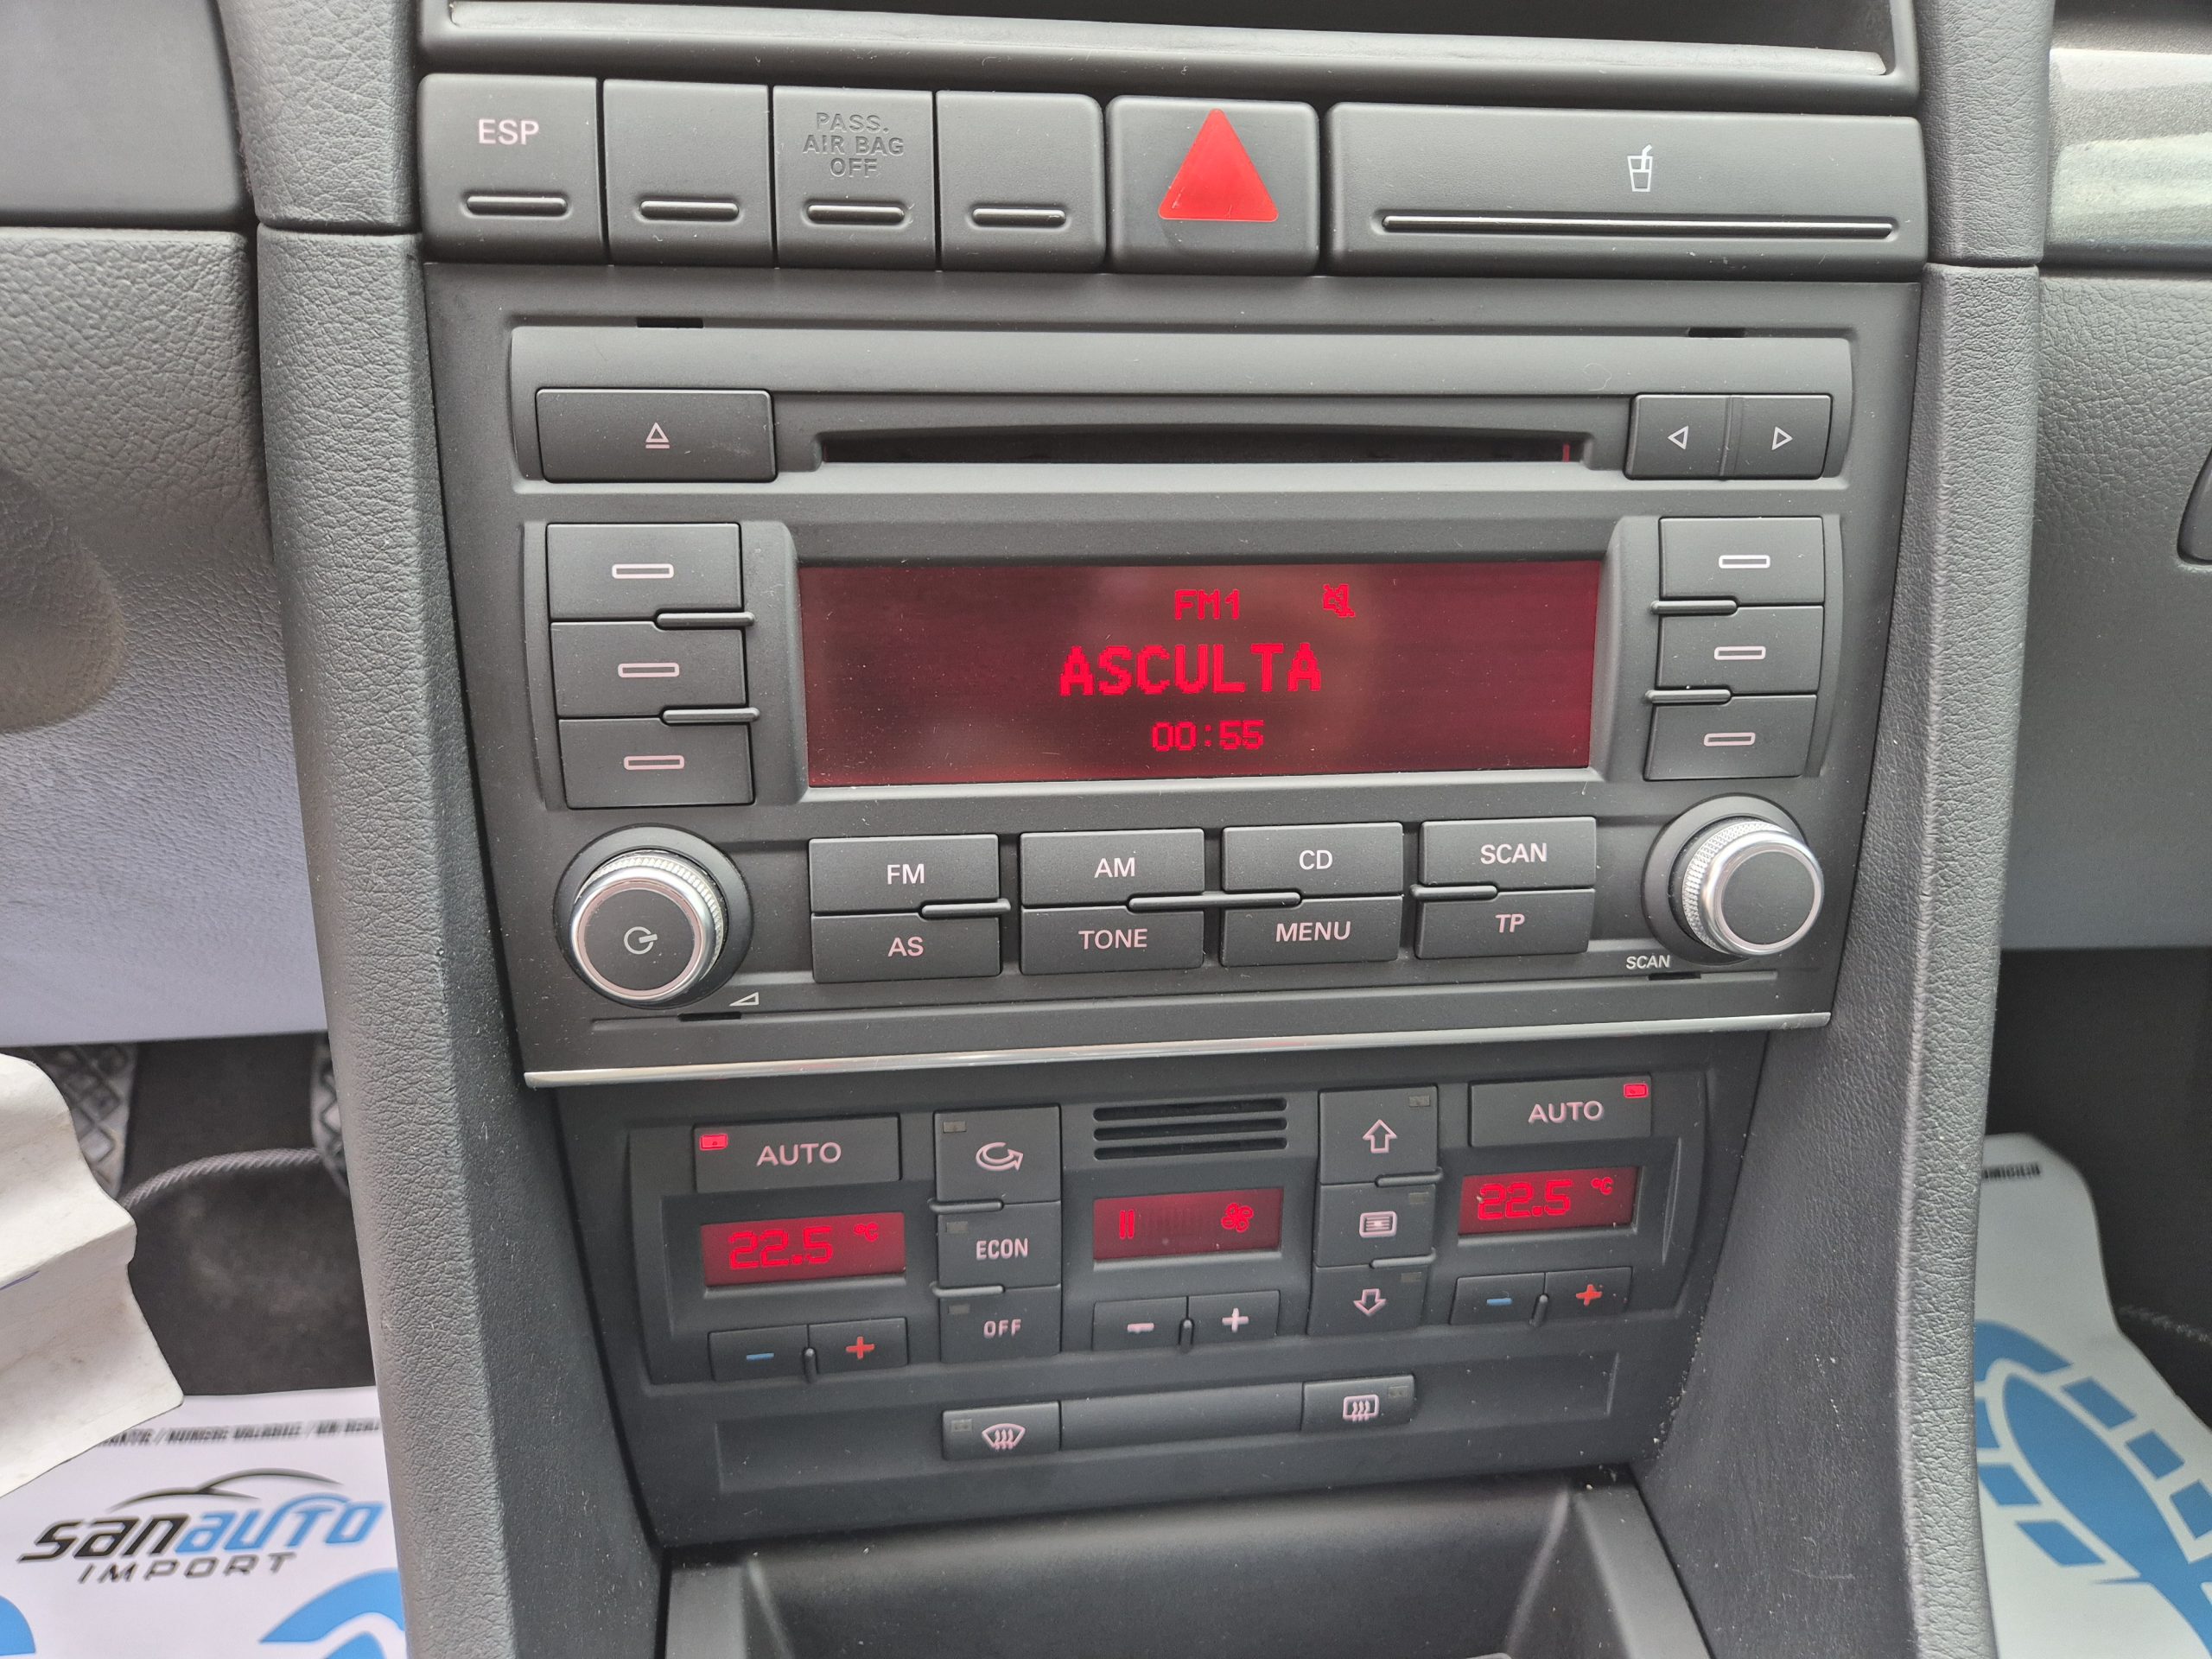 ESP
PASS.
AIR BAG
OFF
FM1
ASCULTA
00:55
FM
AM
CD
SCAN
AS
TONE
MENU
TP
SCAN
AUTO
AUTO
22.5 °C
22.5 °C
ECON
OFF
sanauto
IMPORT